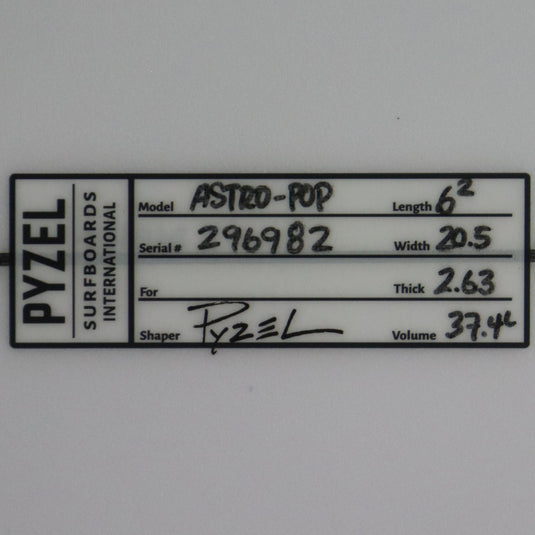 PYZEL
SURFBOARDS
INTERNATIONAL
Model ASTRO-POP Length 6²
Serial # 296982 Width 20.5
For Thick 2.63
Shaper PYZEL Volume 37.4L